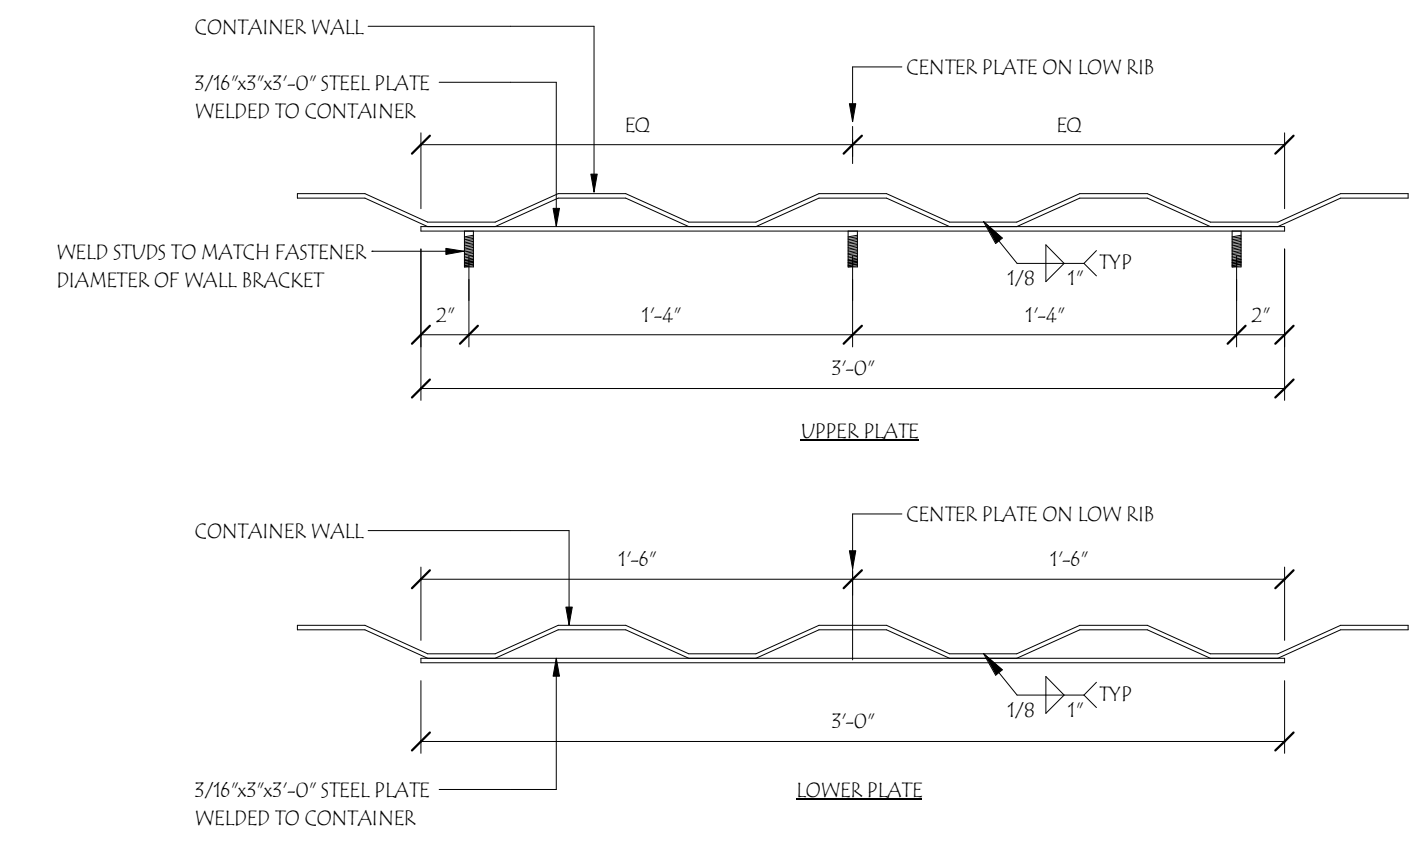 CONTAINER WALL
CENTER PLATE ON LOW RIB
3/16"x3"x3'-0" STEEL PLATE
WELDED TO CONTAINER
EQ
EQ
WELD STUDS TO MATCH FASTENER
DIAMETER OF WALL BRACKET
1/8
1"
TYP
2"
1'-4"
1'-4"
2"
3'-0"
UPPER PLATE
CENTER PLATE ON LOW RIB
CONTAINER WALL
1'-6"
1'-6"
1/8
1"
TYP
3'-0"
3/16"x3"x3'-0" STEEL PLATE
WELDED TO CONTAINER
LOWER PLATE